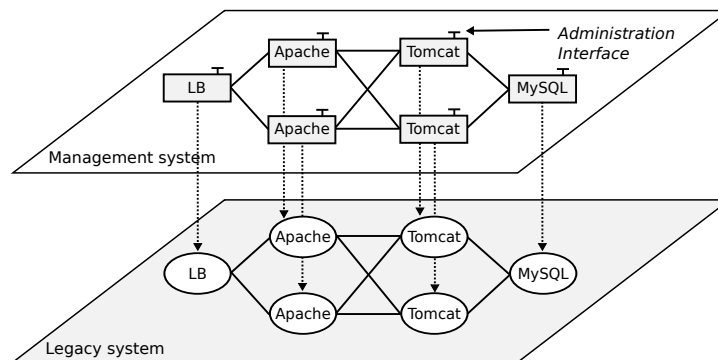 Apache
Tomcat
Administration
Interface
LB
MySQL
Apache
Tomcat
Management system
Apache
Tomcat
LB
MySQL
Apache
Tomcat
Legacy system